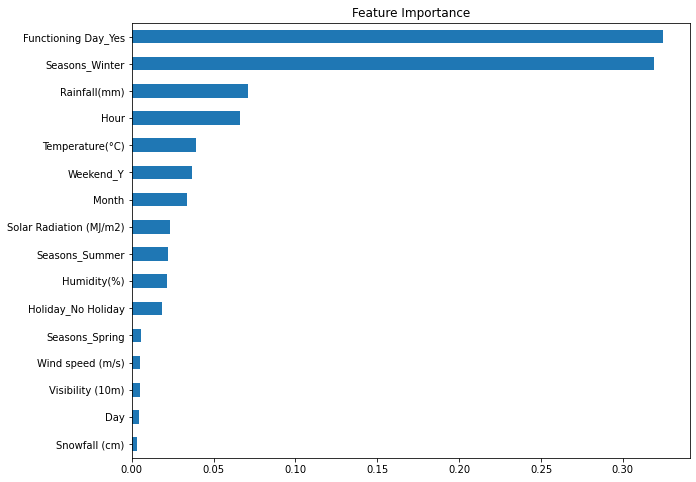 Feature Importance
Functioning Day_Yes
Seasons_Winter
Rainfall(mm)
Hour
Temperature(°C)
Weekend_Y
Month
Solar Radiation (MJ/m2)
Seasons_Summer
Humidity(%)
Holiday_No Holiday
Seasons_Spring
Wind speed (m/s)
Visibility (10m)
Day
Snowfall (cm)
0.00 0.05 0.10 0.15 0.20 0.25 0.30